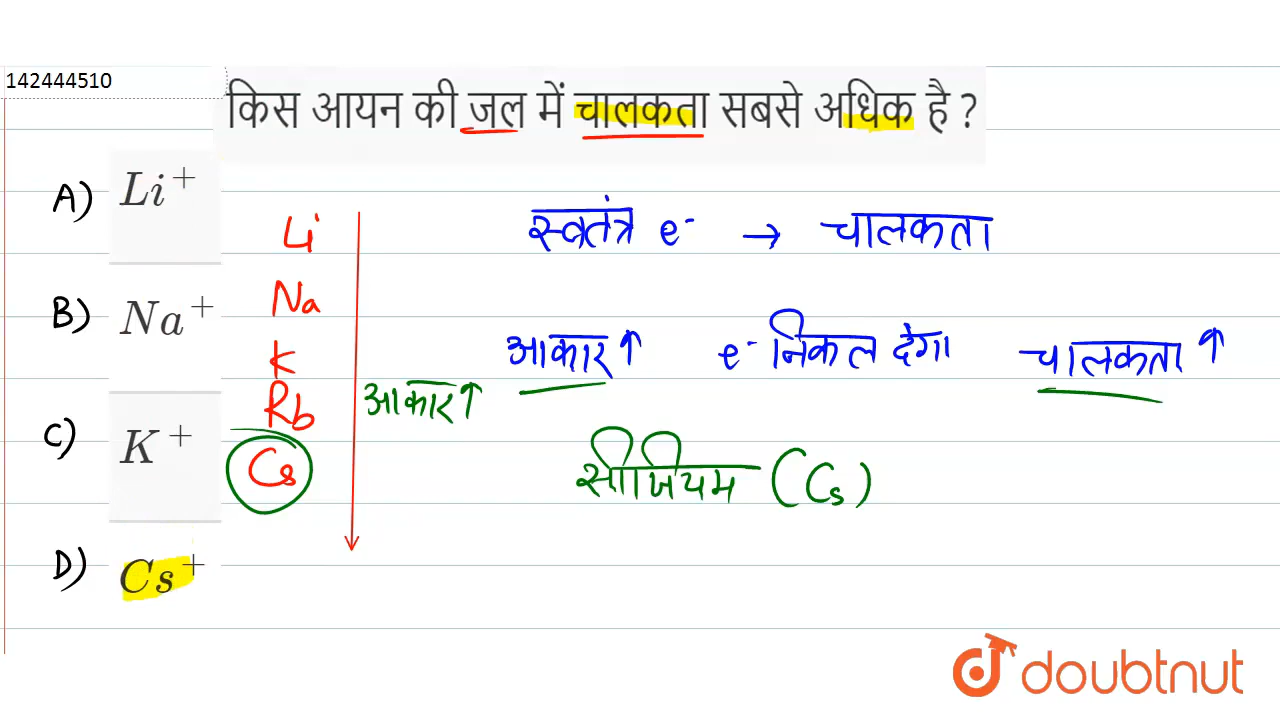 142444510
किस आयन की जल में चालकता सबसे अधिक है ?
A) Li⁺
B) Na⁺
C) K⁺
D) Cs⁺
Li
Na
K
Rb
Cs
आकार ↑
स्वतंत्र e⁻ → चालकता
आकार ↑ e⁻ निकल देगा चालकता ↑
सीजियम (Cs)
doubtnut